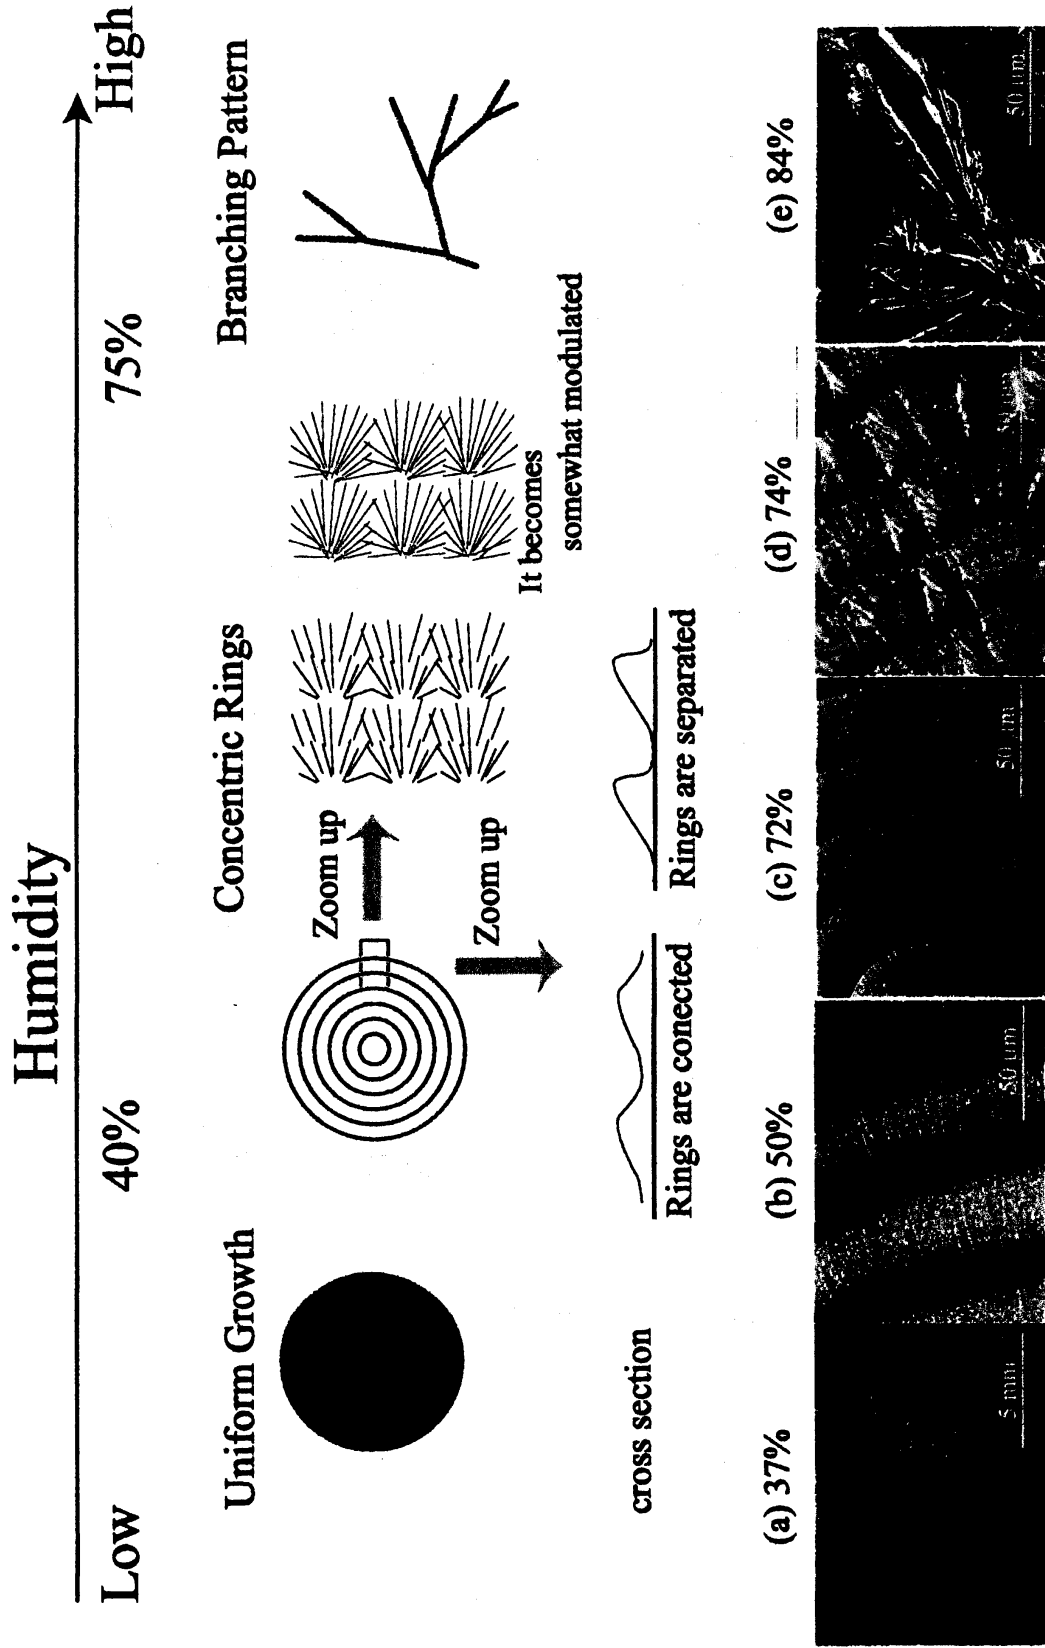 Humidity
Low
40%
75%
High
Uniform Growth
Concentric Rings
Branching Pattern
Zoom up
Zoom up
It becomes
somewhat modulated
cross section
Rings are conected
Rings are separated
(a) 37%
(b) 50%
(c) 72%
(d) 74%
(e) 84%
5 mm
50 um
50 um
50 um